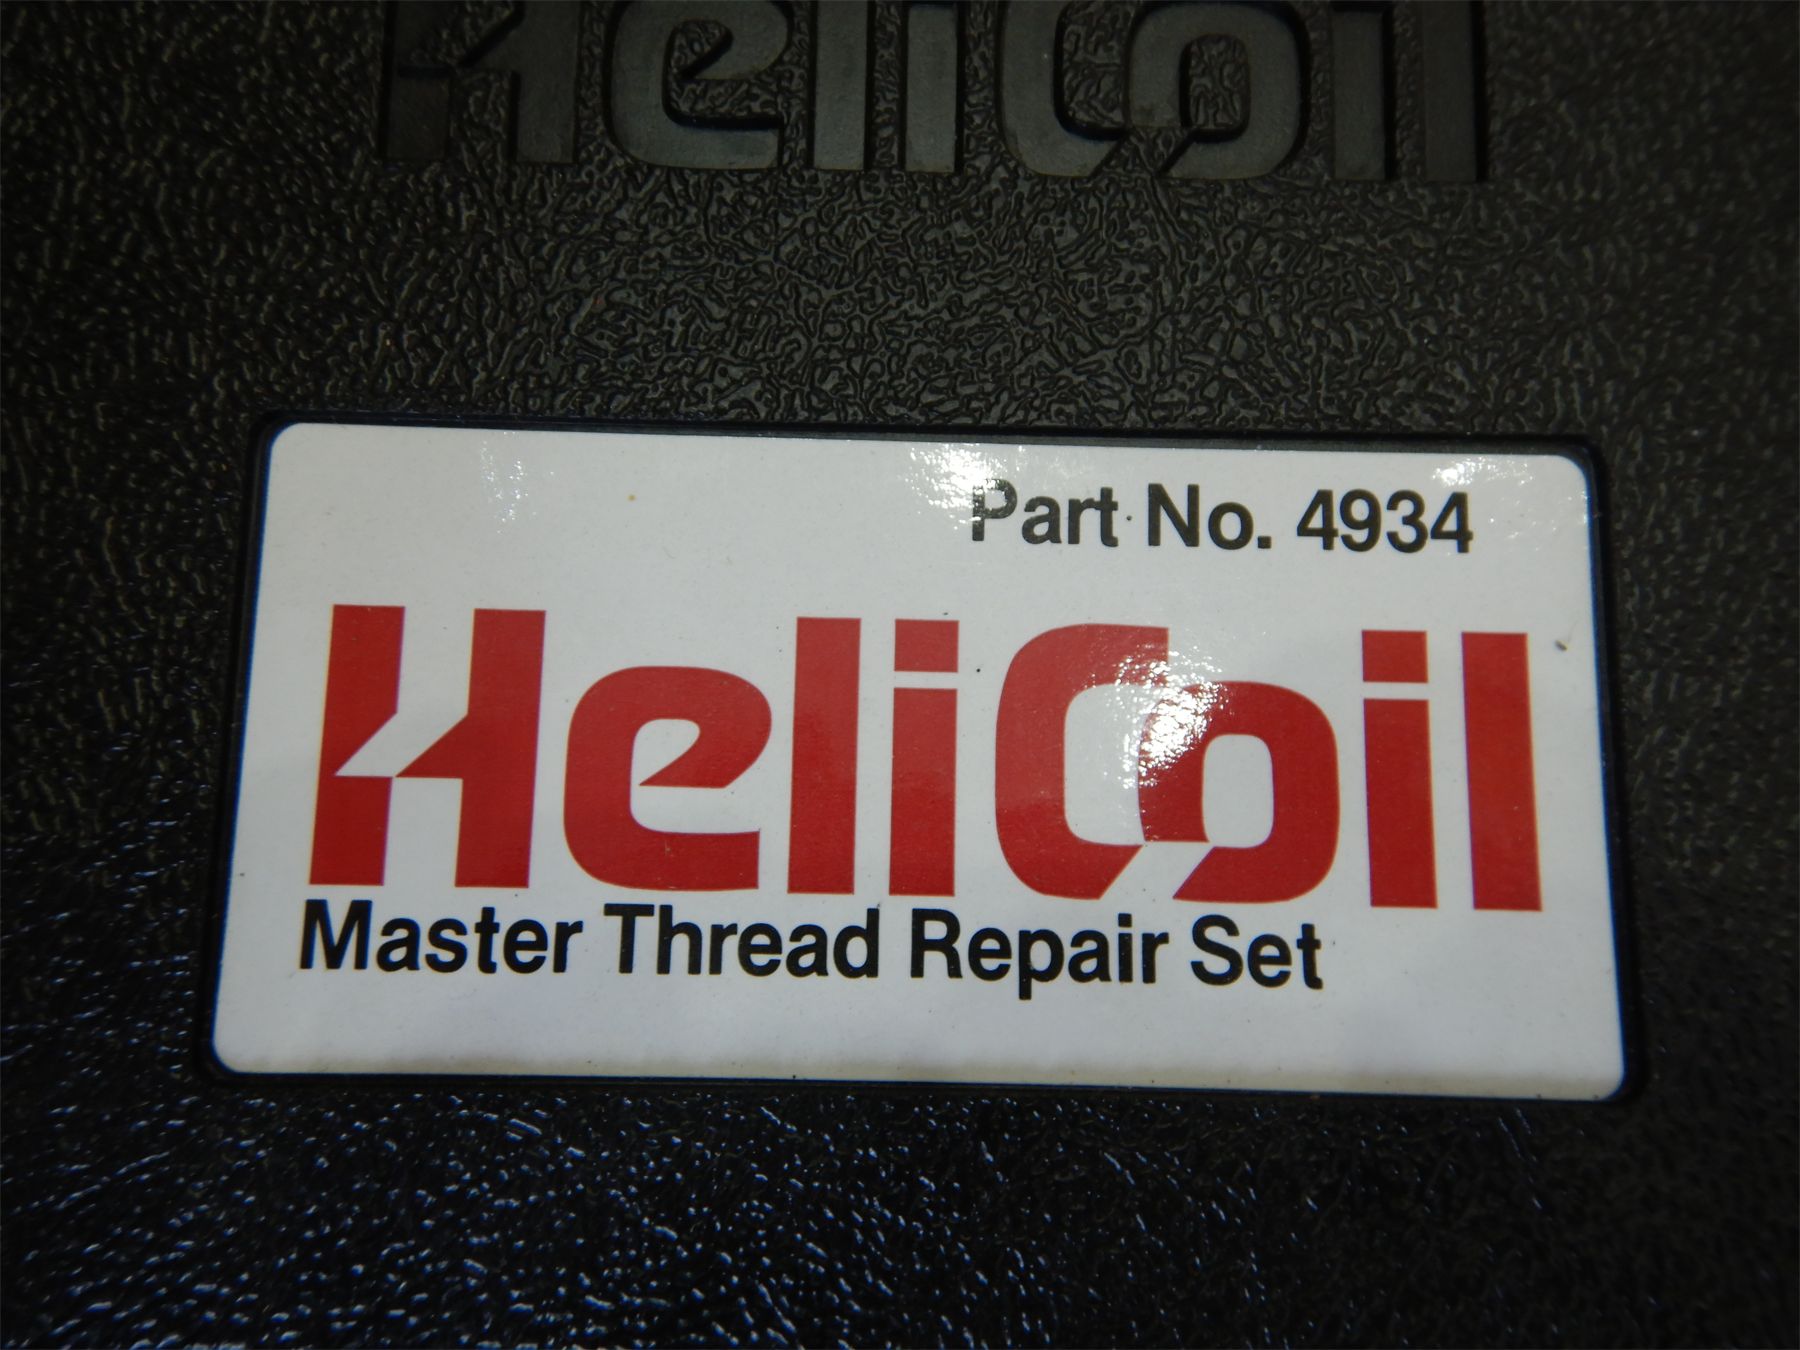 HeliCoil
Part No. 4934
HeliCoil
Master Thread Repair Set